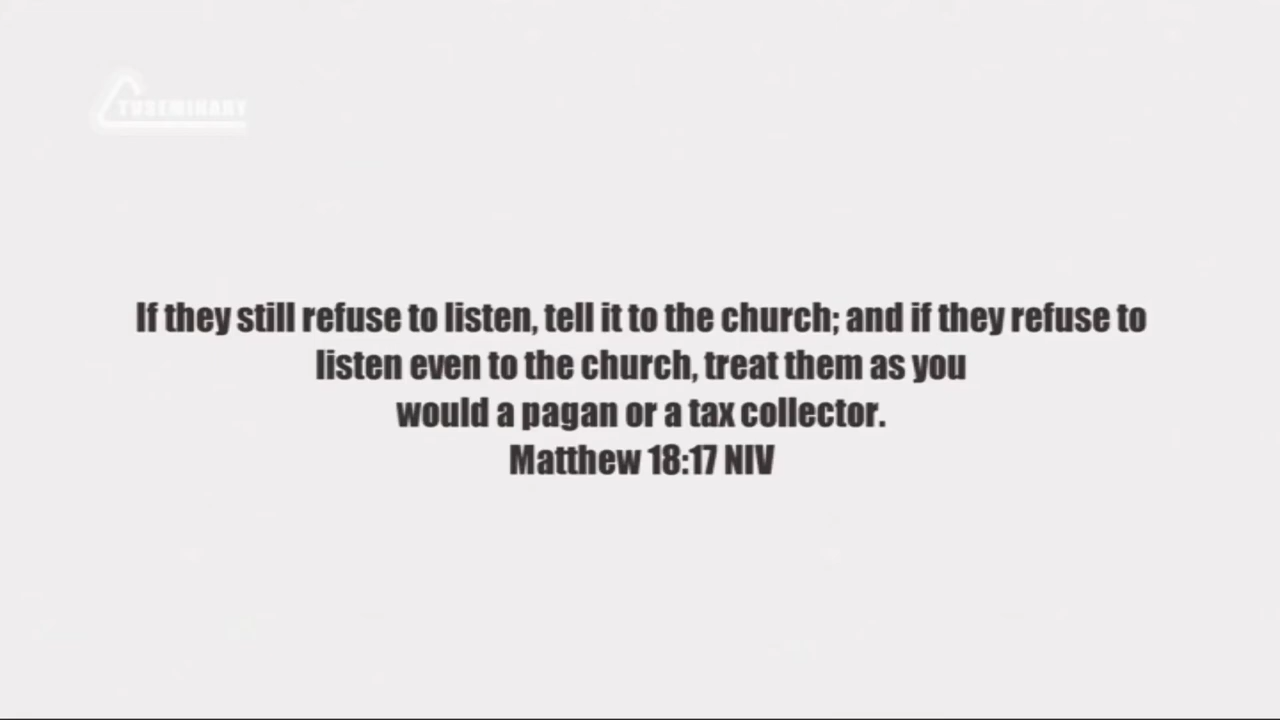 TVSEMINARY
If they still refuse to listen, tell it to the church; and if they refuse to
listen even to the church, treat them as you
would a pagan or a tax collector.
Matthew 18:17 NIV